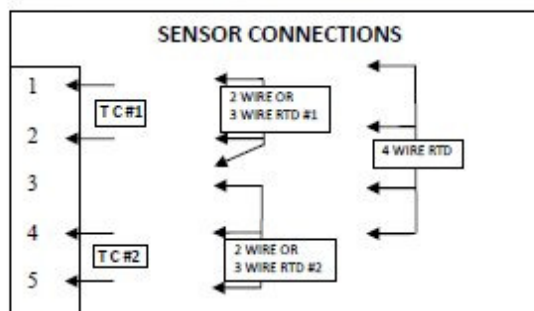 SENSOR CONNECTIONS
1
T C #1
2 WIRE OR
3 WIRE RTD #1
2
4 WIRE RTD
3
4
T C #2
2 WIRE OR
3 WIRE RTD #2
5